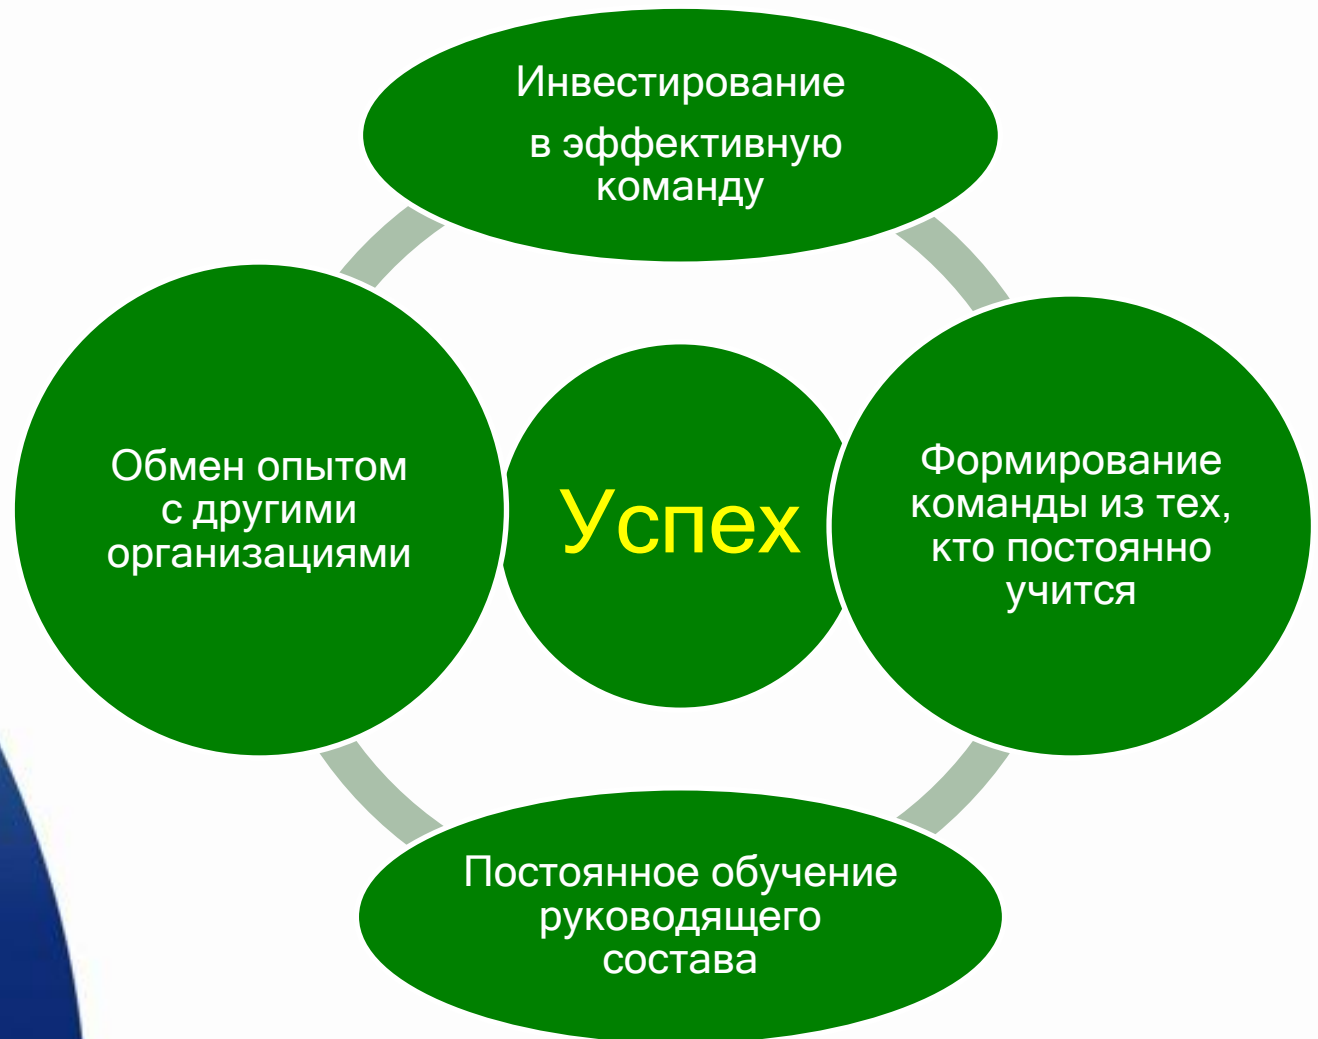 Инвестирование
в эффективную
команду
Обмен опытом
с другими
организациями
Успех
Формирование
команды из тех,
кто постоянно
учится
Постоянное обучение
руководящего
состава